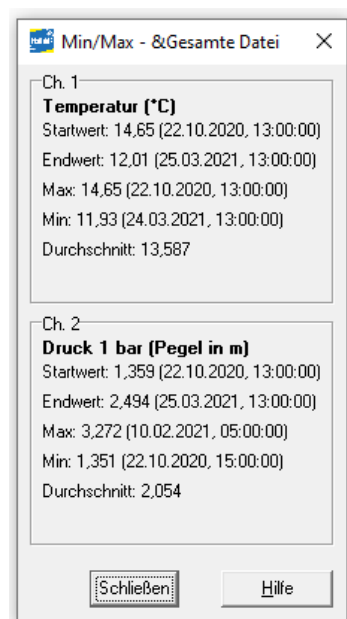 Min/Max - &Gesamte Datei
Ch. 1
Temperatur (°C)
Startwert: 14,65 (22.10.2020, 13:00:00)
Endwert: 12,01 (25.03.2021, 13:00:00)
Max: 14,65 (22.10.2020, 13:00:00)
Min: 11,93 (24.03.2021, 13:00:00)
Durchschnitt: 13,587
Ch. 2
Druck 1 bar (Pegel in m)
Startwert: 1,359 (22.10.2020, 13:00:00)
Endwert: 2,494 (25.03.2021, 13:00:00)
Max: 3,272 (10.02.2021, 05:00:00)
Min: 1,351 (22.10.2020, 15:00:00)
Durchschnitt: 2,054
Schließen Hilfe